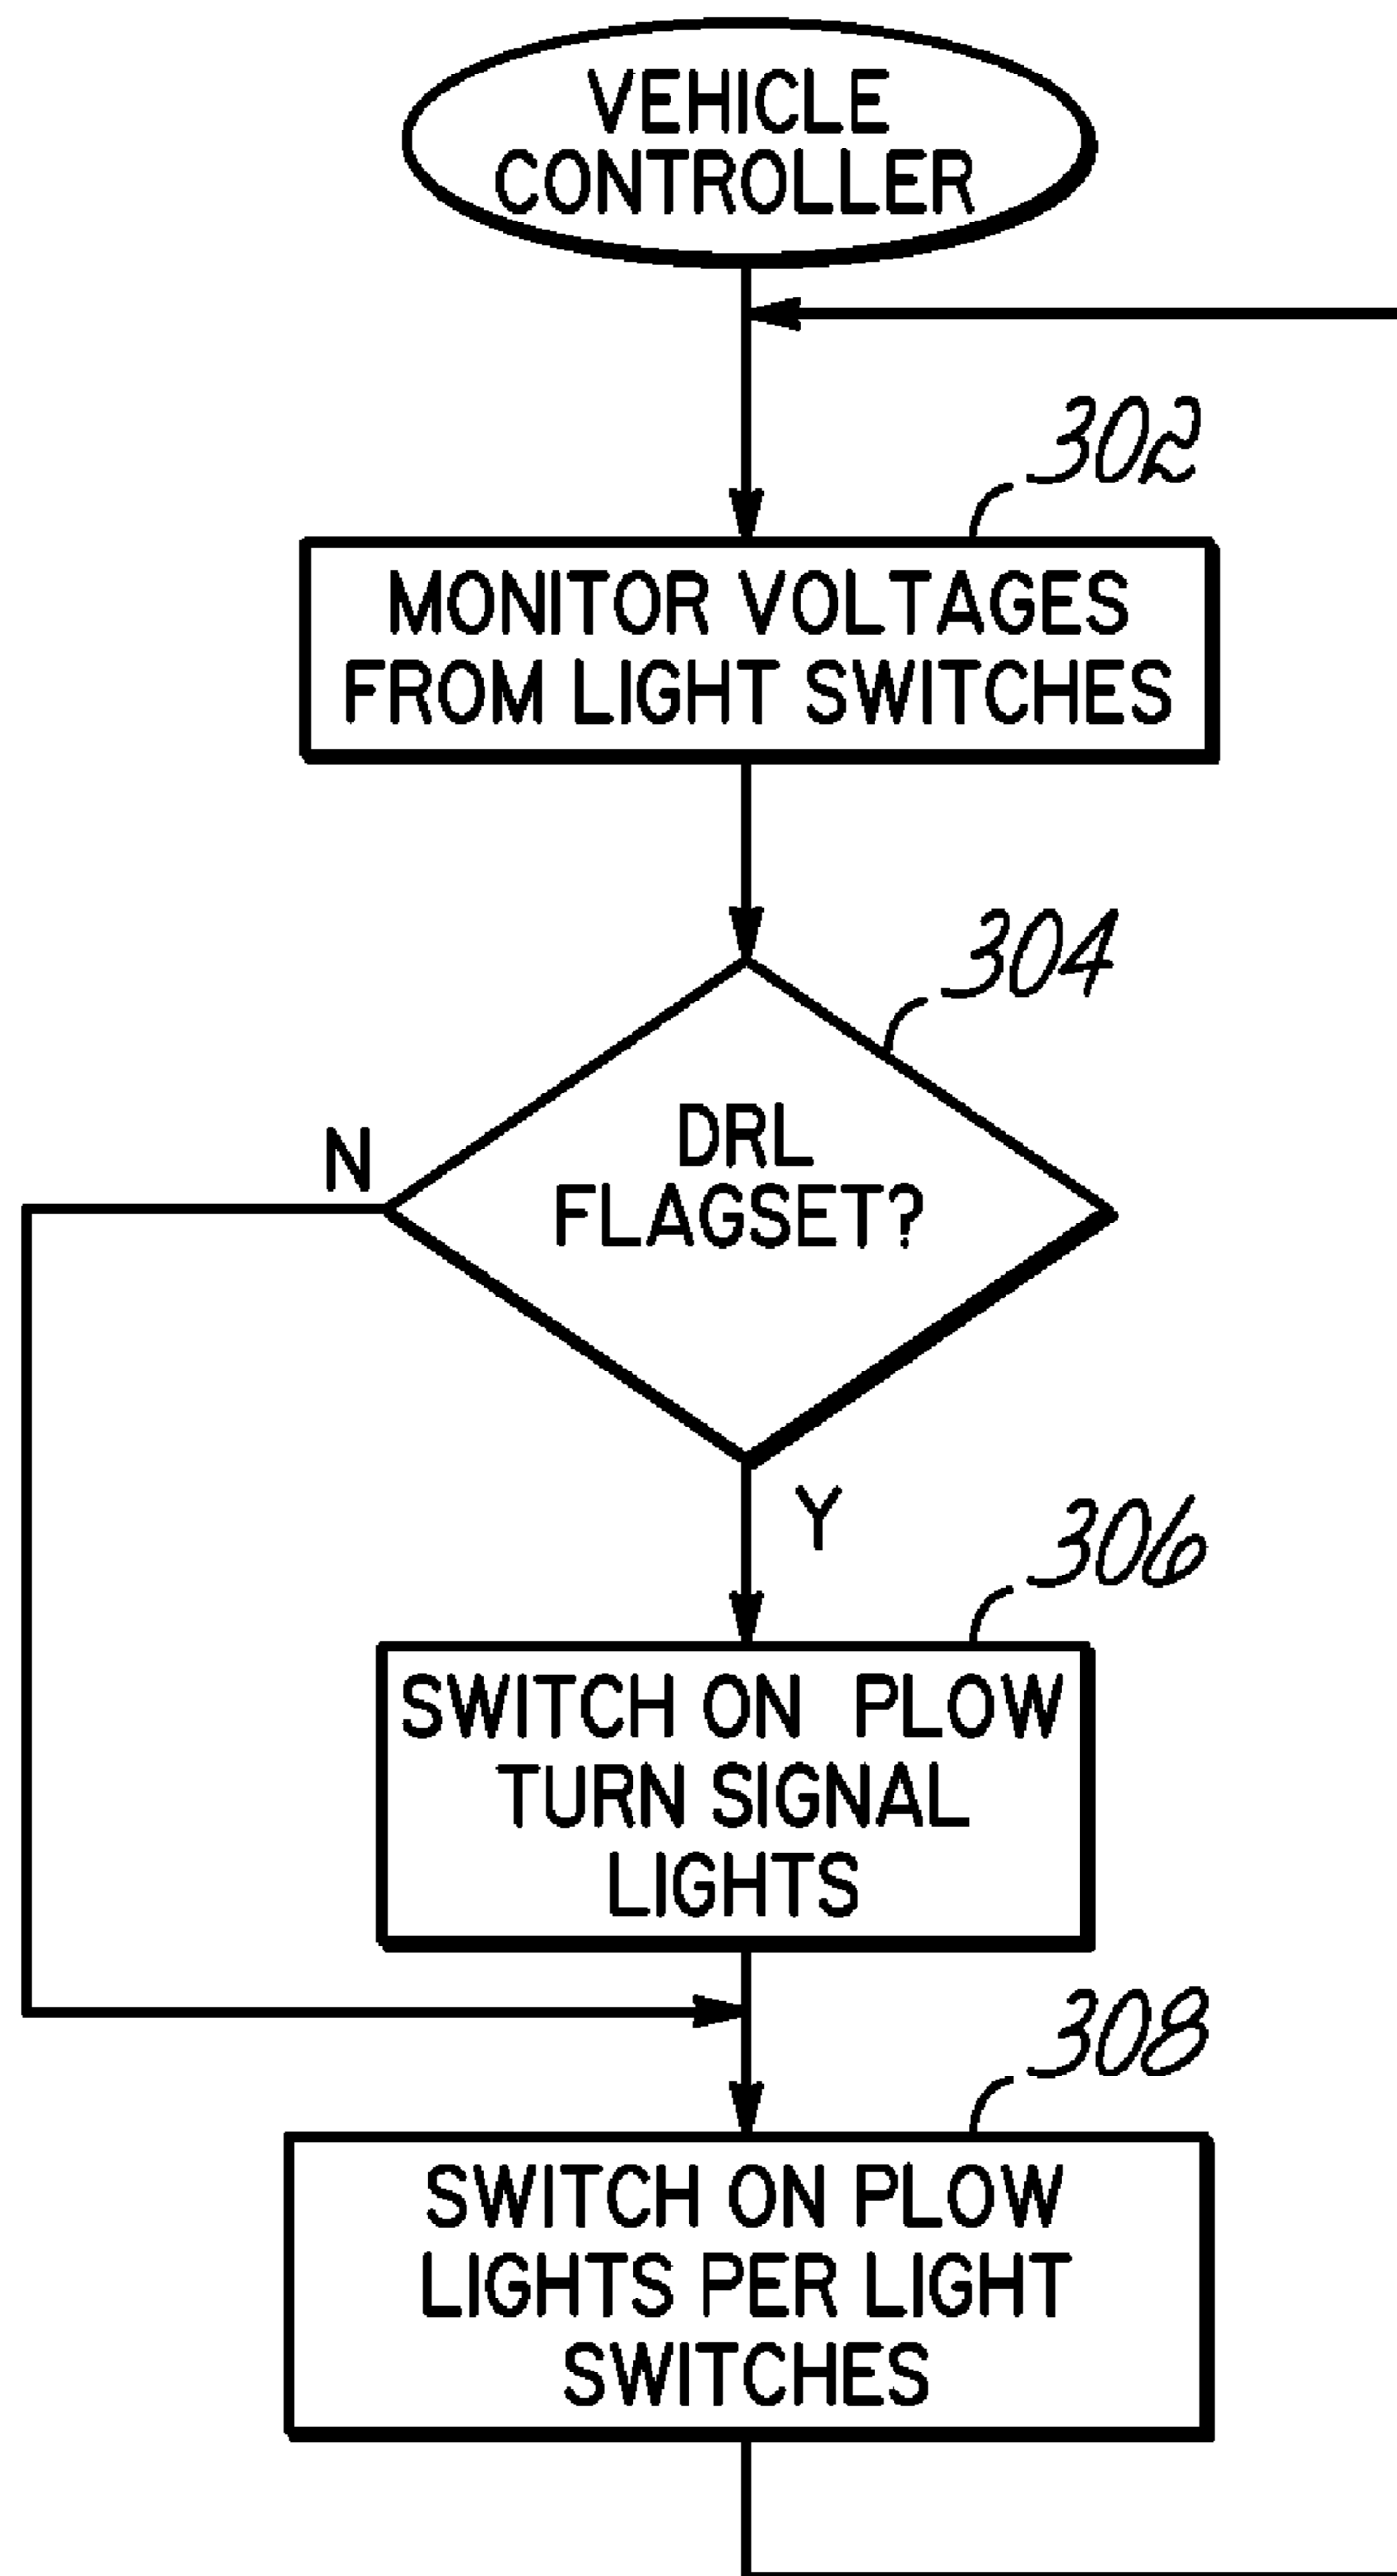 VEHICLE
CONTROLLER
302
MONITOR VOLTAGES
FROM LIGHT SWITCHES
304
DRL
FLAGSET?
N
Y
306
SWITCH ON PLOW
TURN SIGNAL
LIGHTS
308
SWITCH ON PLOW
LIGHTS PER LIGHT
SWITCHES